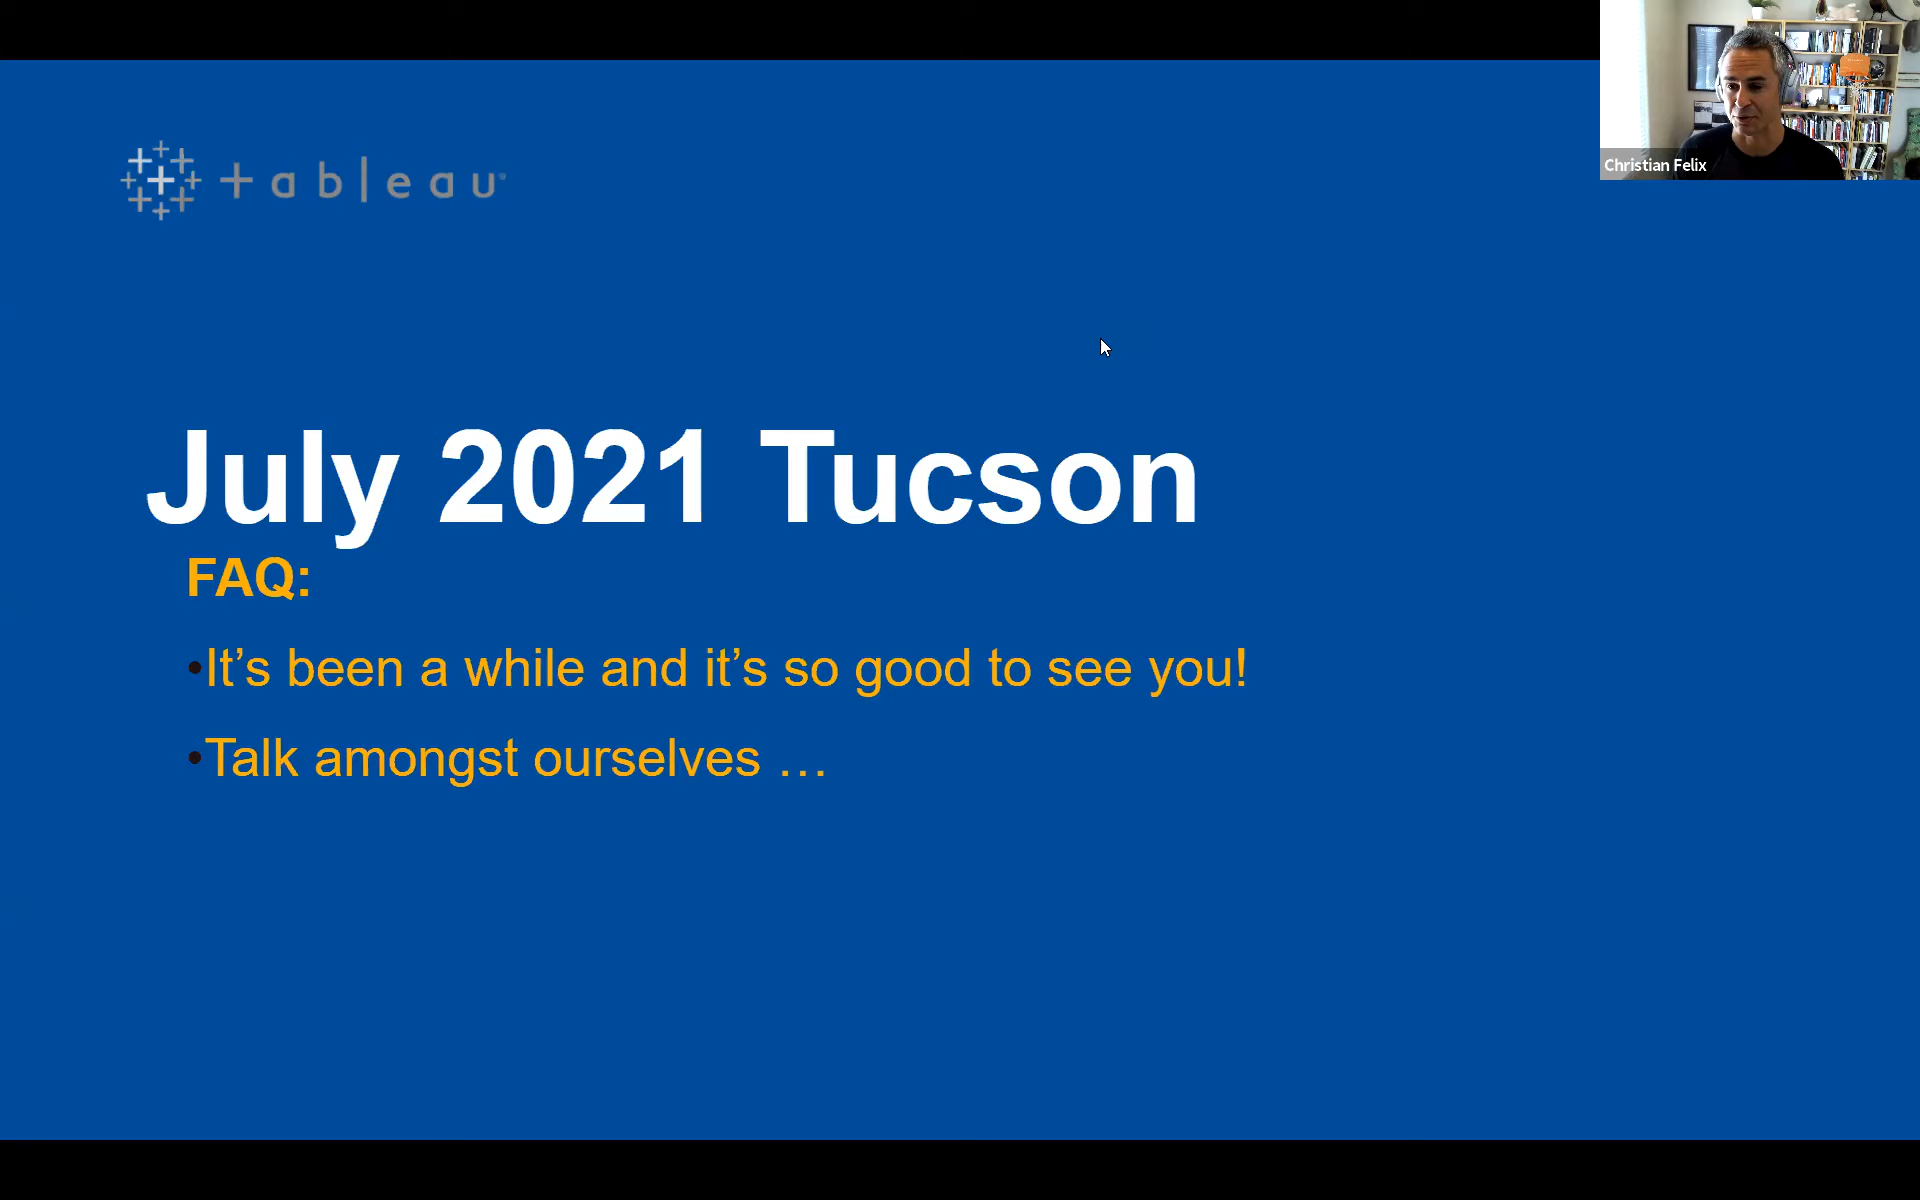 Christian Felix
+ableau
July 2021 Tucson
FAQ:
•It’s been a while and it’s so good to see you!
•Talk amongst ourselves …